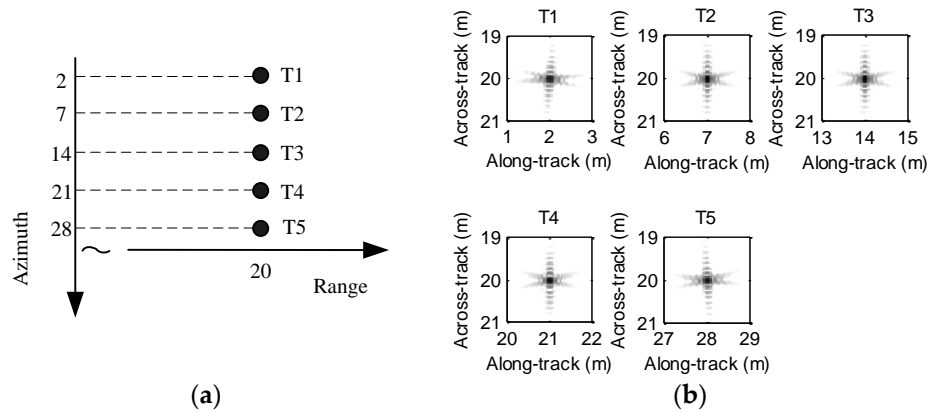 2
7
14
21
28
T1
T2
T3
T4
T5
Azimuth
20
Range
(a)
T1
Across-track (m)
19
20
21
1 2 3
Along-track (m)
T2
Across-track (m)
19
20
21
6 7 8
Along-track (m)
T3
Across-track (m)
19
20
21
13 14 15
Along-track (m)
T4
Across-track (m)
19
20
21
20 21 22
Along-track (m)
T5
Across-track (m)
19
20
21
27 28 29
Along-track (m)
(b)